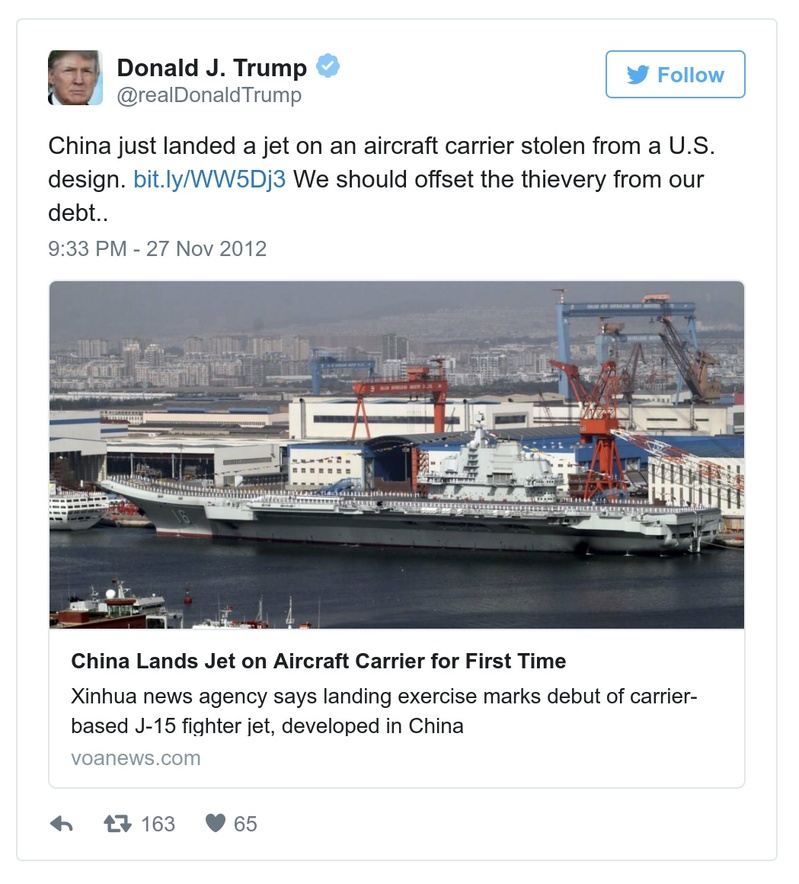 Donald J. Trump
@realDonaldTrump
Follow
China just landed a jet on an aircraft carrier stolen from a U.S.
design. bit.ly/WW5Dj3 We should offset the thievery from our
debt..
9:33 PM - 27 Nov 2012
16
China Lands Jet on Aircraft Carrier for First Time
Xinhua news agency says landing exercise marks debut of carrier-
based J-15 fighter jet, developed in China
voanews.com
163
65